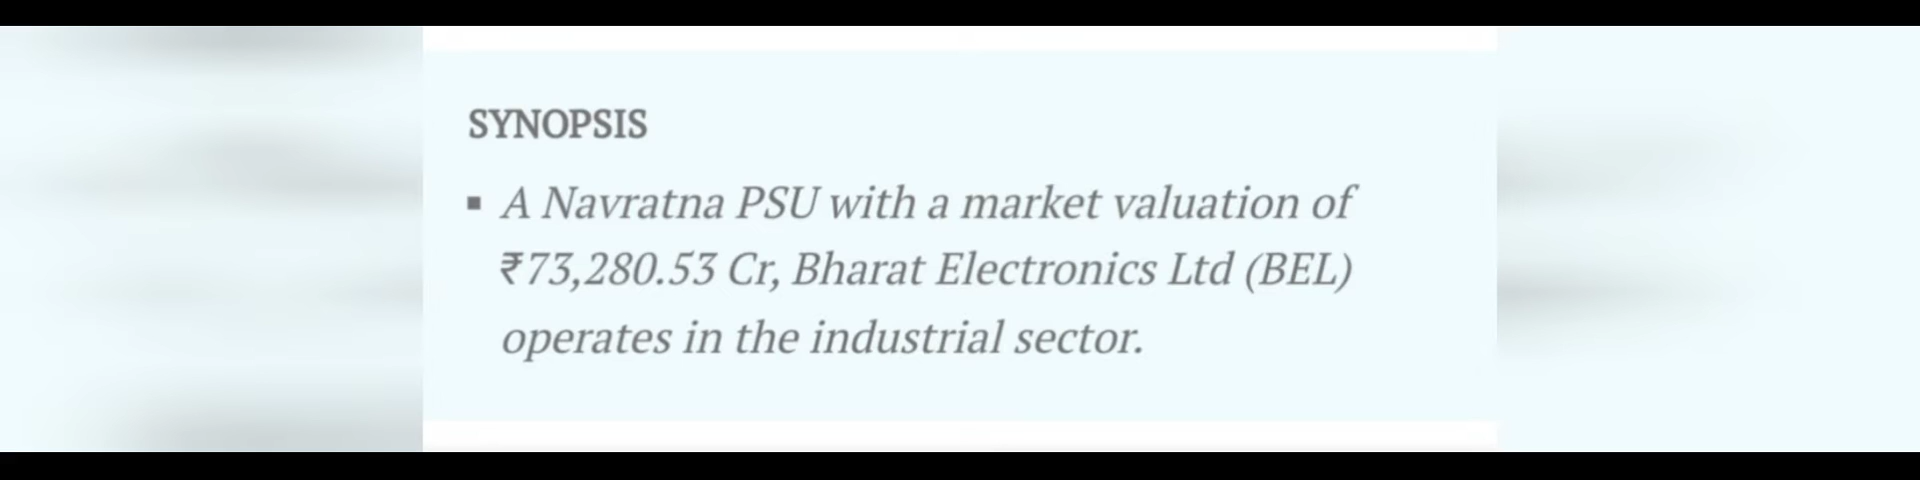 SYNOPSIS
▪ A Navratna PSU with a market valuation of
₹73,280.53 Cr, Bharat Electronics Ltd (BEL)
operates in the industrial sector.